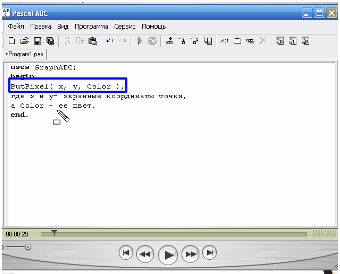 Pascal ABC
Файл Правка Вид Программа Сервис Помощь
•Program1.pas
uses GraphABC;
begin
PutPixel( x, y, Color ),
где x и y- экранные координаты точки,
а Color - ее цвет.
end.
00:00:29